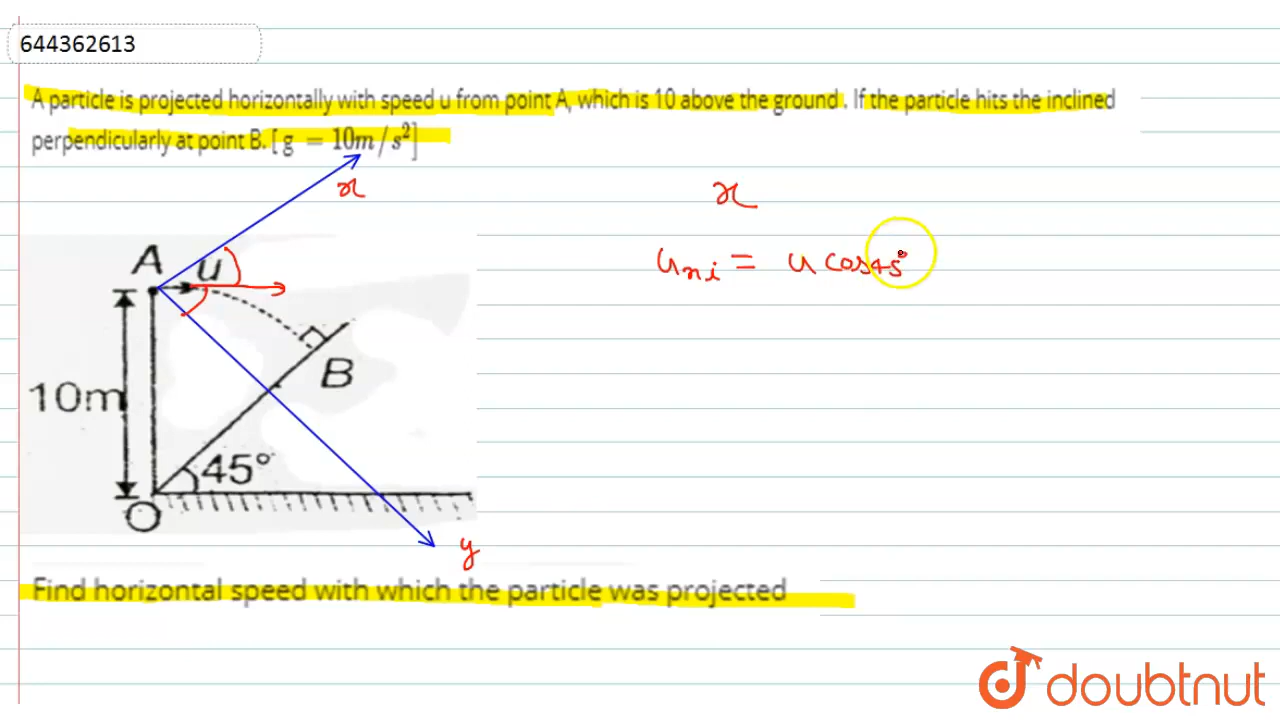 644362613
A particle is projected horizontally with speed u from point A, which is 10 above the ground . If the particle hits the inclined
perpendicularly at point B. [ g = 10m/s²]
x
x
u_{xi} = u cos45°
A
u
B
10m
45°
O
y
Find horizontal speed with which the particle was projected
doubtnut